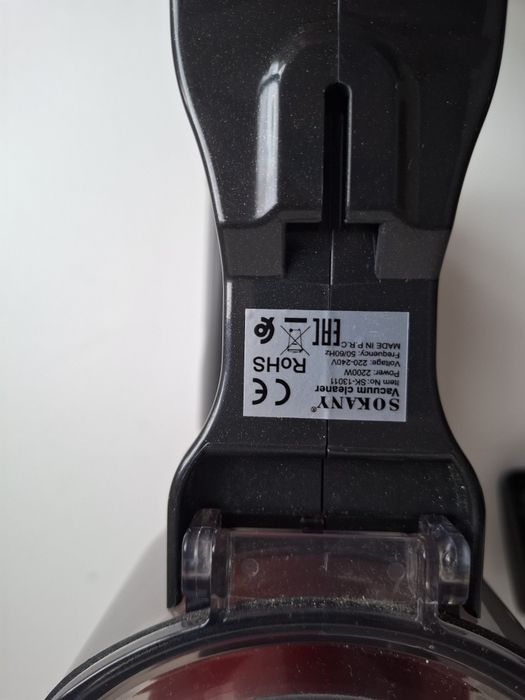 SOKANY®
Vacuum cleaner
Item No: SK-13011
Power: 2200W
Voltage: 220-240V
Frequency: 50/60Hz
MADE IN P.R.C
CE
RoHS
EAC